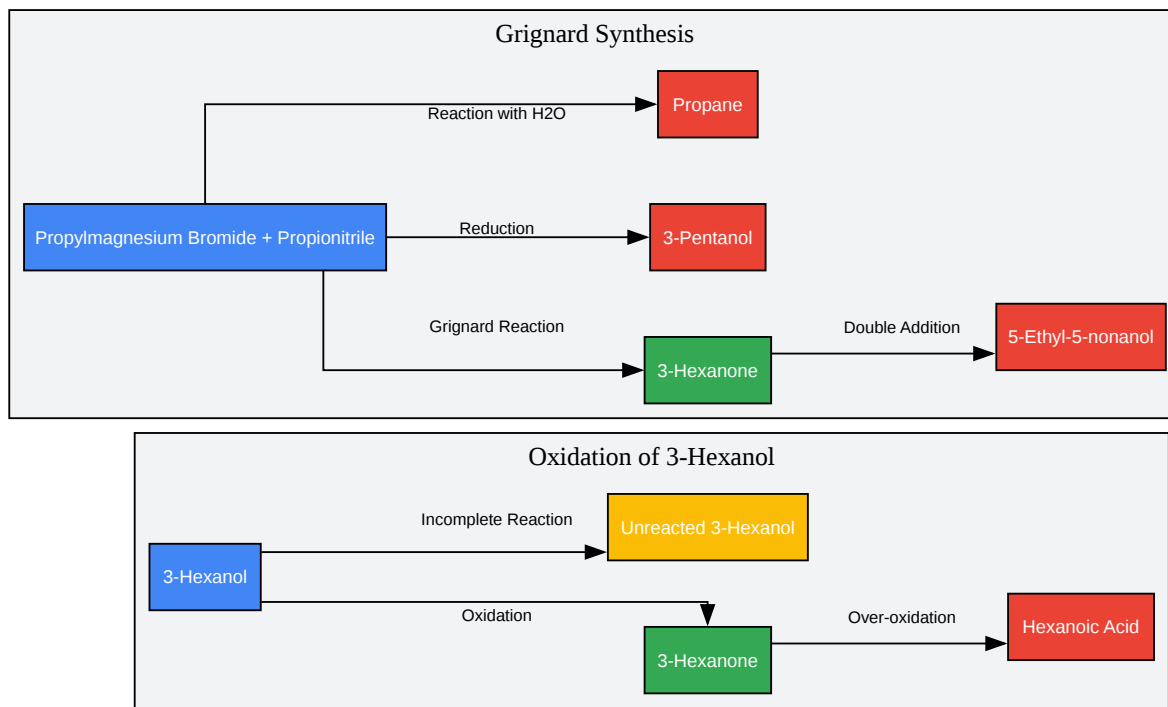 Grignard Synthesis
Propane
Reaction with H2O
Propylmagnesium Bromide + Propionitrile
Reduction
3-Pentanol
Grignard Reaction
3-Hexanone
Double Addition
5-Ethyl-5-nonanol
Oxidation of 3-Hexanol
Incomplete Reaction
Unreacted 3-Hexanol
3-Hexanol
Oxidation
3-Hexanone
Over-oxidation
Hexanoic Acid